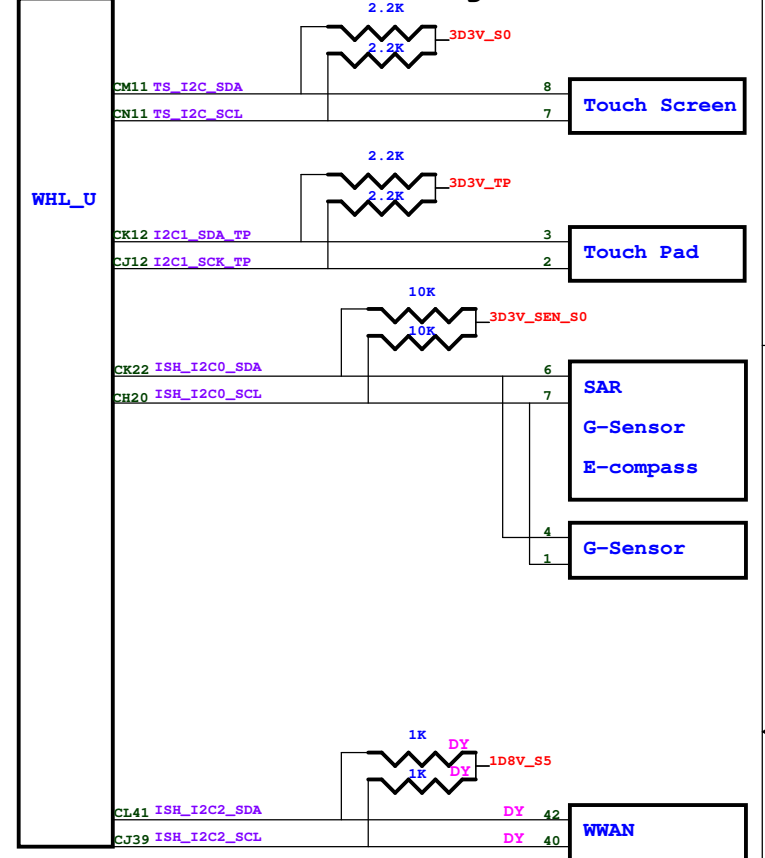 2.2K
3D3V_S0
2.2K
CM11 TS_I2C_SDA 8
Touch Screen
CN11 TS_I2C_SCL 7
2.2K
3D3V_TP
2.2K
WHL_U
CK12 I2C1_SDA_TP 3
Touch Pad
CJ12 I2C1_SCK_TP 2
10K
3D3V_SEN_S0
10K
CK22 ISH_I2C0_SDA 6
SAR
CH20 ISH_I2C0_SCL 7
G-Sensor
E-compass
4
G-Sensor
1
1K
DY
1D8V_S5
1K DY
CL41 ISH_I2C2_SDA DY 42
WWAN
CJ39 ISH_I2C2_SCL DY 40